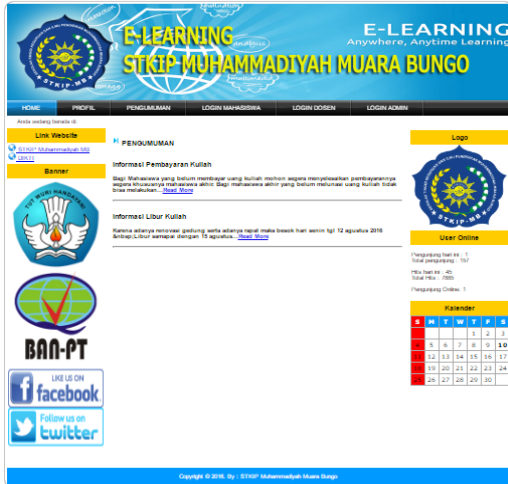 E-LEARNING
STKIP MUHAMMADIYAH MUARA BUNGO
E-LEARNING
Anywhere, Anytime Learning
HOME PROFIL PENGUMUMAN LOGIN MAHASISWA LOGIN DOSEN LOGIN ADMIN
Anda sedang berada di:
Link Website
STKIP Muhammadiyah MB
DIKTI
Banner
TUT WURI HANDAYANI
BAN-PT
LIKE US ON
facebook
Follow us on
twitter
PENGUMUMAN
Informasi Pembayaran Kuliah
Bagi Mahasiswa yang belum membayar uang kuliah mohon segera menyelesaikan pembayarannya
segera khususnya mahasiswa akhir. Bagi mahasiswa akhir yang belum melunasi uang kuliah tidak
bisa melakukan...Read More
Informasi Libur Kuliah
Karena adanya renovasi gedung serta adanya rapat maka besok hari senin tgl 12 agustus 2016
&nbsp;Libur samapai dengan 15 agustus...Read More
Logo
STKIP-MB
User Online
Pengunjung hari ini : 1
Total pengunjung : 157
Hits hari ini : 45
Total Hits : 7885
Pengunjung Online: 1
Kalender
S M T W T F S
1 2 3
4 5 6 7 8 9 10
11 12 13 14 15 16 17
18 19 20 21 22 23 24
25 26 27 28 29 30
Copyright © 2016. By : STKIP Muhammadiyah Muara Bungo